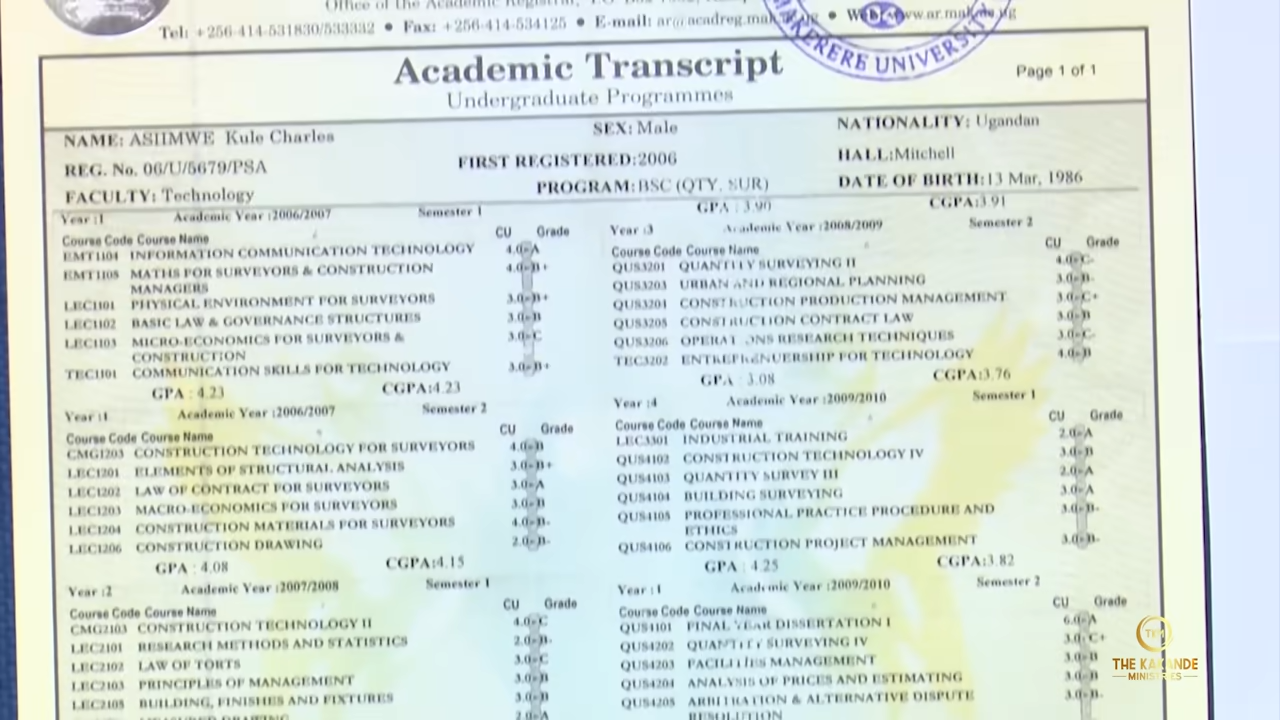 Office of the Academic Registrar,
Tel: +256-414-531830/533332 • Fax: +256-414-534125 • E-mail: ar@acadreg.mak • Web: www.ar.mak.ac.ug
MAKERERE UNIVERSITY
Academic Transcript
Page 1 of 1
Undergraduate Programmes
NAME: ASIIMWE Kule Charles
SEX: Male
NATIONALITY: Ugandan
REG. No. 06/U/5679/PSA
FIRST REGISTERED:2006
HALL:Mitchell
FACULTY: Technology
PROGRAM: BSC (QTY. SUR)
DATE OF BIRTH:13 Mar, 1986
Year :1 Academic Year :2006/2007 Semester 1
Course Code Course Name CU Grade
EMT1104 INFORMATION COMMUNICATION TECHNOLOGY 4.0-A
EMT1105 MATHS FOR SURVEYORS & CONSTRUCTION 4.0-B+
MANAGERS
LEC1101 PHYSICAL ENVIRONMENT FOR SURVEYORS 3.0-B+
LEC1102 BASIC LAW & GOVERNANCE STRUCTURES 3.0-B
LEC1103 MICRO-ECONOMICS FOR SURVEYORS & 3.0-C
CONSTRUCTION
TEC1101 COMMUNICATION SKILLS FOR TECHNOLOGY 3.0-B+
GPA : 4.23 CGPA:4.23
Year :1 Academic Year :2006/2007 Semester 2
Course Code Course Name CU Grade
CMG1203 CONSTRUCTION TECHNOLOGY FOR SURVEYORS 4.0-B
LEC1201 ELEMENTS OF STRUCTURAL ANALYSIS 3.0-B+
LEC1202 LAW OF CONTRACT FOR SURVEYORS 3.0-A
LEC1203 MACRO-ECONOMICS FOR SURVEYORS 3.0-B
LEC1204 CONSTRUCTION MATERIALS FOR SURVEYORS 4.0-B-
LEC1206 CONSTRUCTION DRAWING 2.0-B-
GPA : 4.08 CGPA:4.15
Year :2 Academic Year :2007/2008 Semester 1
Course Code Course Name CU Grade
CMG2103 CONSTRUCTION TECHNOLOGY II 4.0-C
LEC2101 RESEARCH METHODS AND STATISTICS 2.0-B-
LEC2102 LAW OF TORTS 3.0-C
LEC2103 PRINCIPLES OF MANAGEMENT 3.0-B
LEC2105 BUILDING, FINISHES AND FIXTURES 3.0-B
2.0-A
GPA : 3.90 CGPA:3.91
Year :3 Academic Year :2008/2009 Semester 2
Course Code Course Name CU Grade
QUS3201 QUANTITY SURVEYING II 4.0-C-
QUS3203 URBAN AND REGIONAL PLANNING 3.0-B-
QUS3204 CONSTRUCTION PRODUCTION MANAGEMENT 3.0-C+
QUS3205 CONSTRUCTION CONTRACT LAW 3.0-B
QUS3206 OPERATIONS RESEARCH TECHNIQUES 3.0-C-
TEC3202 ENTREPRENUERSHIP FOR TECHNOLOGY 4.0-B
GPA : 3.08 CGPA:3.76
Year :4 Academic Year :2009/2010 Semester 1
Course Code Course Name CU Grade
LEC3301 INDUSTRIAL TRAINING 2.0-A
QUS4102 CONSTRUCTION TECHNOLOGY IV 3.0-B
QUS4103 QUANTITY SURVEY III 2.0-A
QUS4104 BUILDING SURVEYING 3.0-A
QUS4105 PROFESSIONAL PRACTICE PROCEDURE AND 3.0-B-
ETHICS
QUS4106 CONSTRUCTION PROJECT MANAGEMENT 3.0-B-
GPA : 4.25 CGPA:3.82
Academic Year :2009/2010 Semester 2
Course Code Course Name CU Grade
QUS4101 FINAL YEAR DISSERTATION I 6.0-A
QUS4202 QUANTITY SURVEYING IV 3.0-C+
QUS4203 FACILITIES MANAGEMENT 3.0-B
QUS4204 ANALYSIS OF PRICES AND ESTIMATING 3.0-B
QUS4205 ARBITRATION & ALTERNATIVE DISPUTE 3.0-B-
RESOLUTION
TKM
THE KAKANDE
MINISTRIES